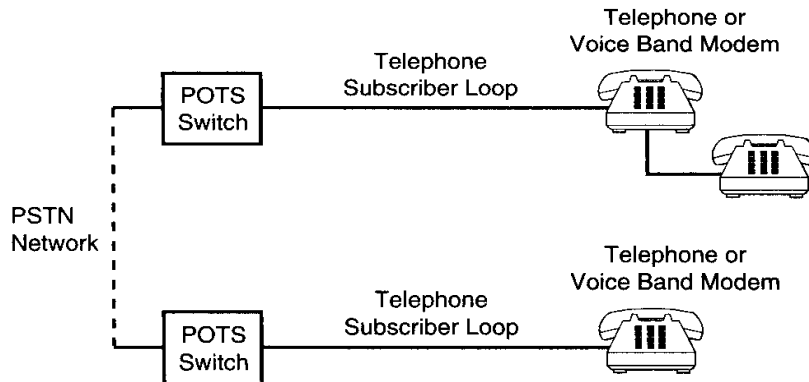 Telephone or
Voice Band Modem
Telephone
Subscriber Loop
POTS
Switch
PSTN
Network
Telephone or
Voice Band Modem
Telephone
Subscriber Loop
POTS
Switch